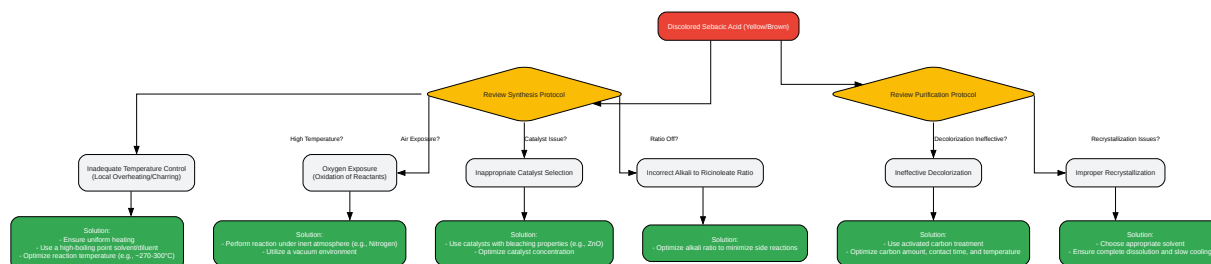 Discolored Sebacic Acid (Yellow/Brown)
Review Synthesis Protocol
Review Purification Protocol
High Temperature?
Air Exposure?
Catalyst Issue?
Ratio Off?
Decolorization Ineffective?
Recrystallization Issues?
Inadequate Temperature Control
(Local Overheating/Charring)
Oxygen Exposure
(Oxidation of Reactants)
Inappropriate Catalyst Selection
Incorrect Alkali to Ricinoleate Ratio
Ineffective Decolorization
Improper Recrystallization
Solution:
- Ensure uniform heating
- Use a high-boiling point solvent/diluent
- Optimize reaction temperature (e.g., ~270-300°C)
Solution:
- Perform reaction under inert atmosphere (e.g., Nitrogen)
- Utilize a vacuum environment
Solution:
- Use catalysts with bleaching properties (e.g., ZnO)
- Optimize catalyst concentration
Solution:
- Optimize alkali ratio to minimize side reactions
Solution:
- Use activated carbon treatment
- Optimize carbon amount, contact time, and temperature
Solution:
- Choose appropriate solvent
- Ensure complete dissolution and slow cooling